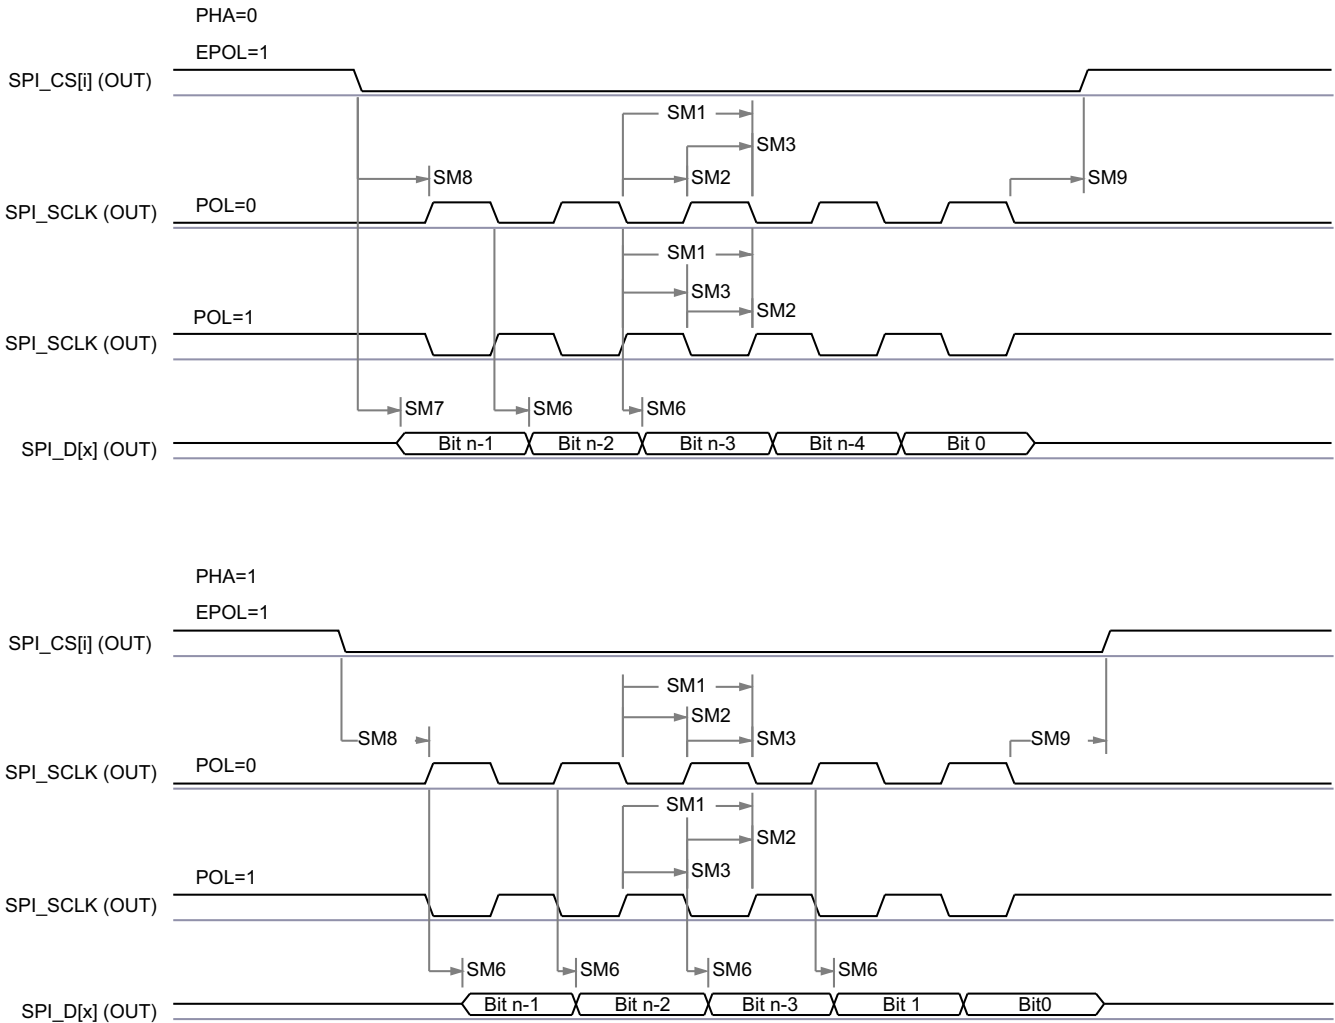 PHA=0
EPOL=1
SPI_CS[i] (OUT)
SM1
SM3
SM8 SM2 SM9
SPI_SCLK (OUT) POL=0
SM1
SM3
SM2
POL=1
SPI_SCLK (OUT)
SM7 SM6 SM6
SPI_D[x] (OUT) Bit n-1 Bit n-2 Bit n-3 Bit n-4 Bit 0
PHA=1
EPOL=1
SPI_CS[i] (OUT)
SM1
SM2
SM8 SM3 SM9
SPI_SCLK (OUT) POL=0
SM1
SM2
SM3
POL=1
SPI_SCLK (OUT)
SM6 SM6 SM6 SM6
SPI_D[x] (OUT) Bit n-1 Bit n-2 Bit n-3 Bit 1 Bit0